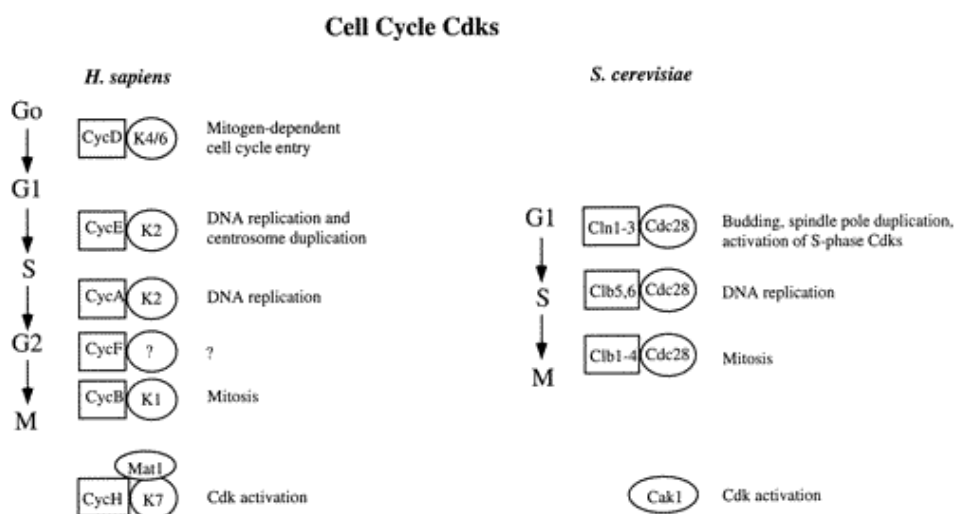 Cell Cycle Cdks
H. sapiens
Go
CycD K4/6 Mitogen-dependent
cell cycle entry
G1
CycE K2 DNA replication and
centrosome duplication
S
CycA K2 DNA replication
G2
CycF ? ?
CycB K1 Mitosis
M
Mat1
CycH K7 Cdk activation
S. cerevisiae
G1
Cln1-3 Cdc28 Budding, spindle pole duplication,
activation of S-phase Cdks
S
Clb5,6 Cdc28 DNA replication
Clb1-4 Cdc28 Mitosis
M
Cak1 Cdk activation